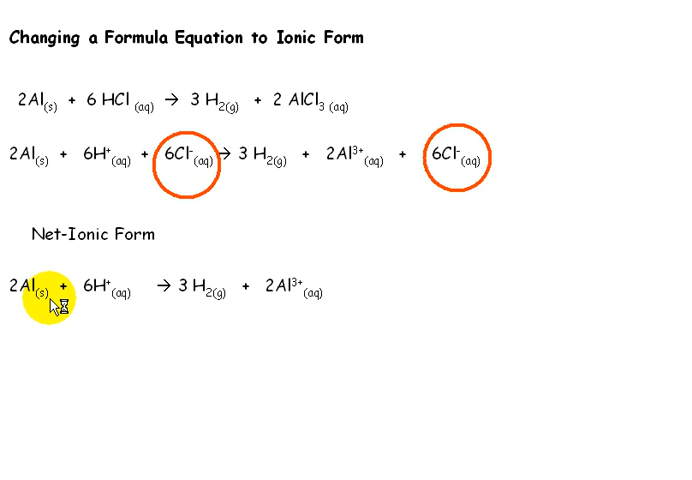 Changing a Formula Equation to Ionic Form
2Al(s) + 6 HCl (aq) → 3 H2(g) + 2 AlCl3 (aq)
2Al(s) + 6H⁺(aq) + 6Cl⁻(aq) → 3 H2(g) + 2Al³⁺(aq) + 6Cl⁻(aq)
Net-Ionic Form
2Al(s) + 6H⁺(aq) → 3 H2(g) + 2Al³⁺(aq)